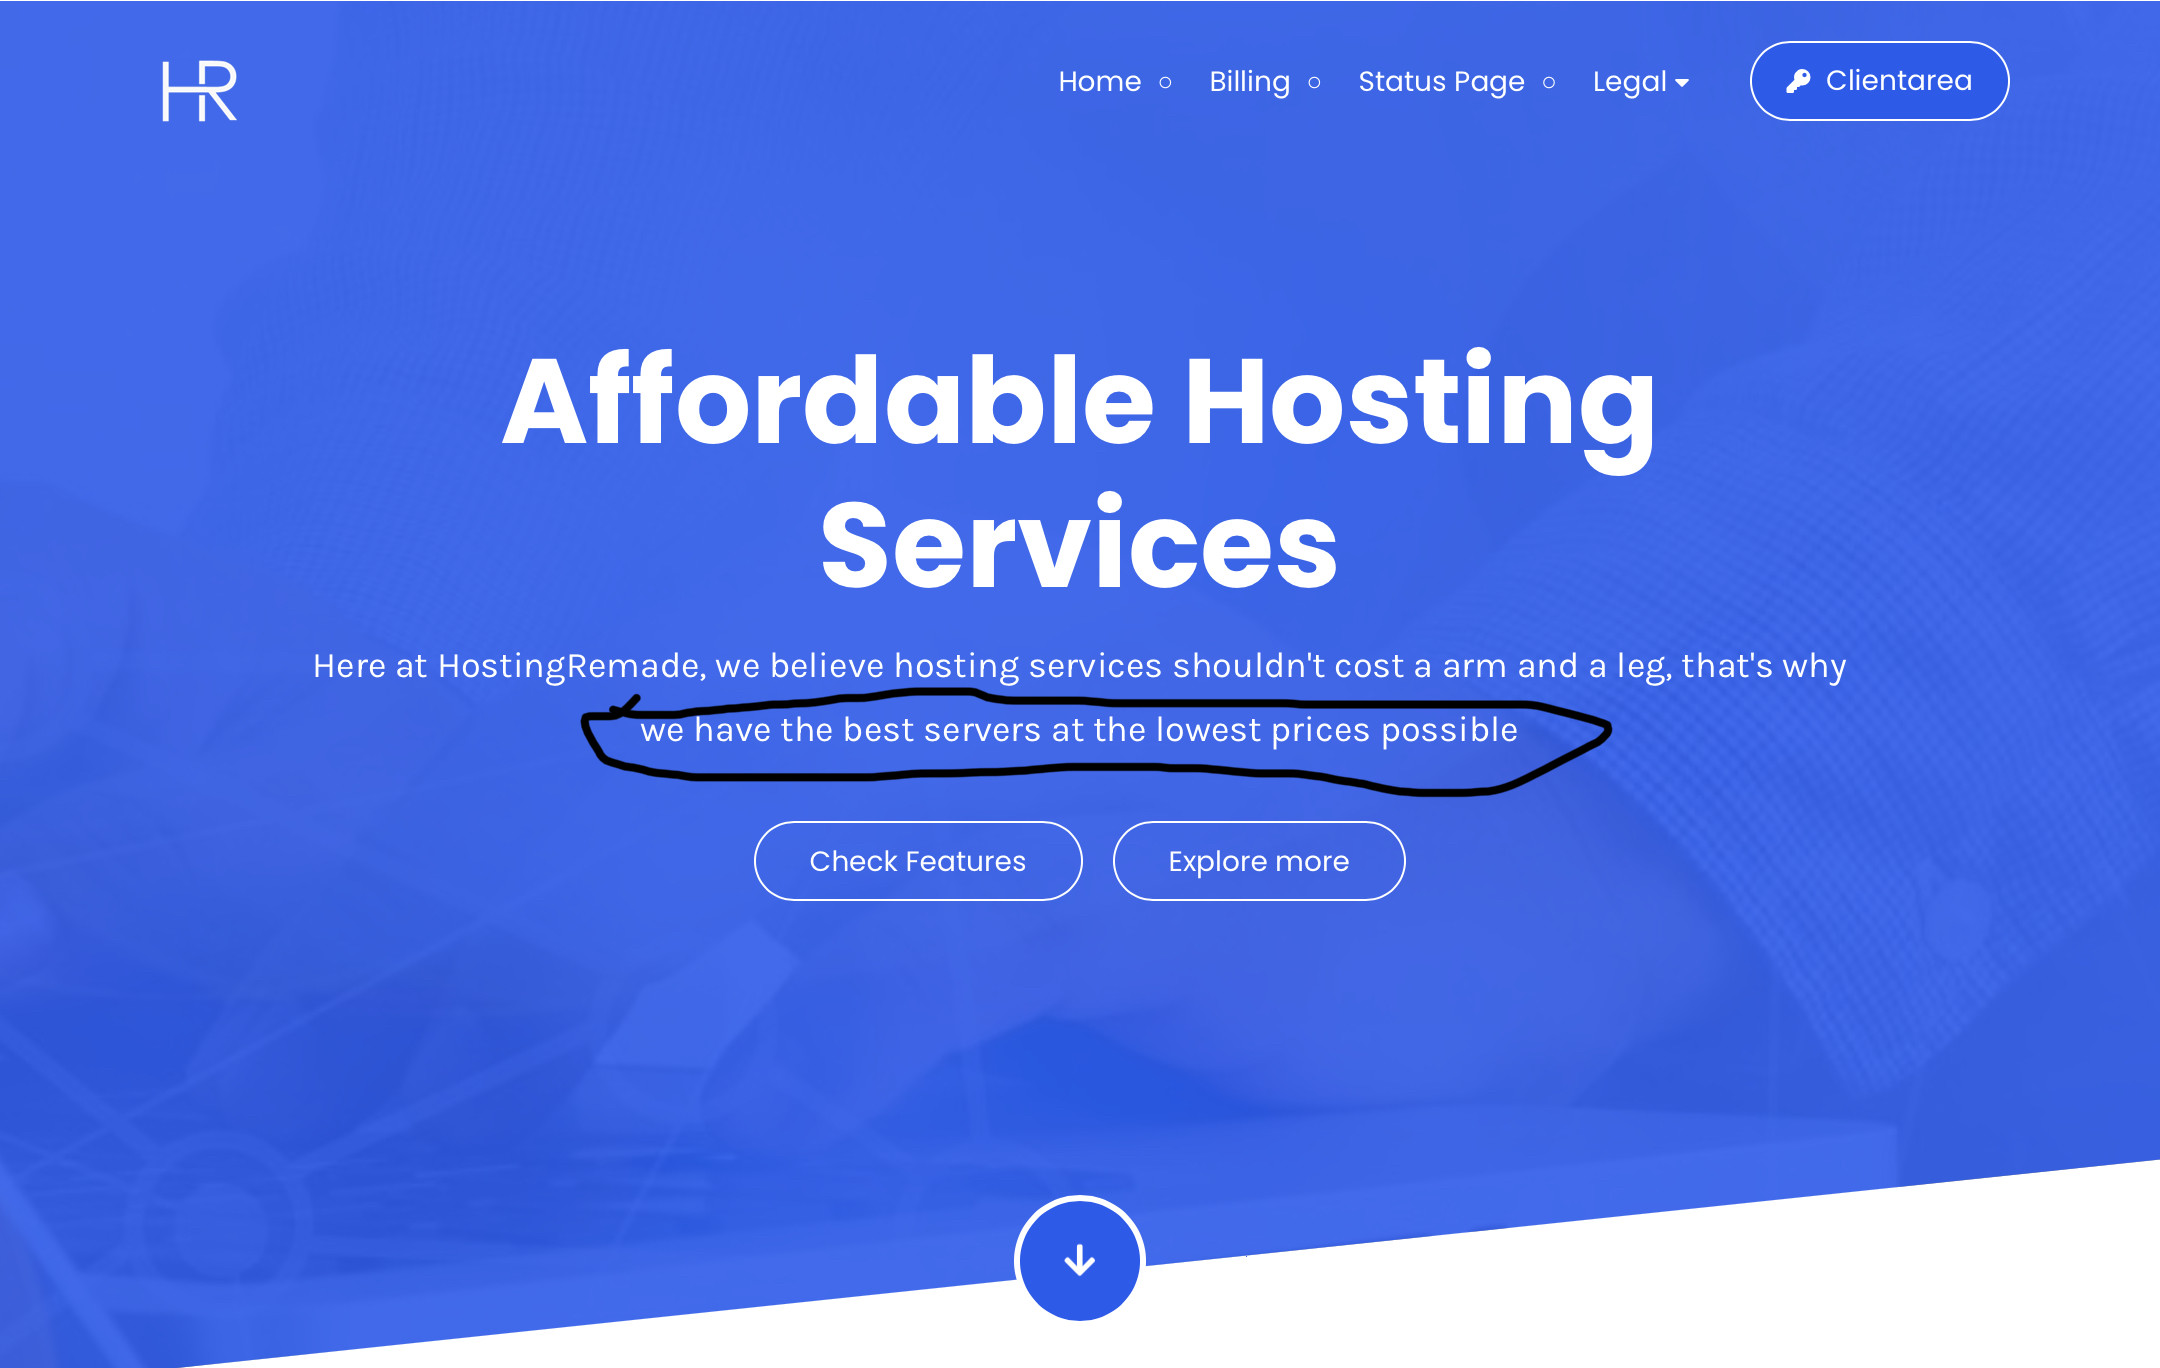 HR
Home
Billing
Status Page
Legal
Clientarea
Affordable Hosting
Services
Here at HostingRemade, we believe hosting services shouldn't cost a arm and a leg, that's why
we have the best servers at the lowest prices possible
Check Features
Explore more